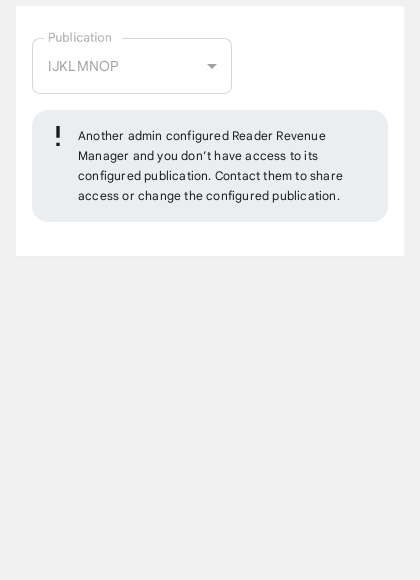 Publication
IJKLMNOP
!
Another admin configured Reader Revenue
Manager and you don’t have access to its
configured publication. Contact them to share
access or change the configured publication.